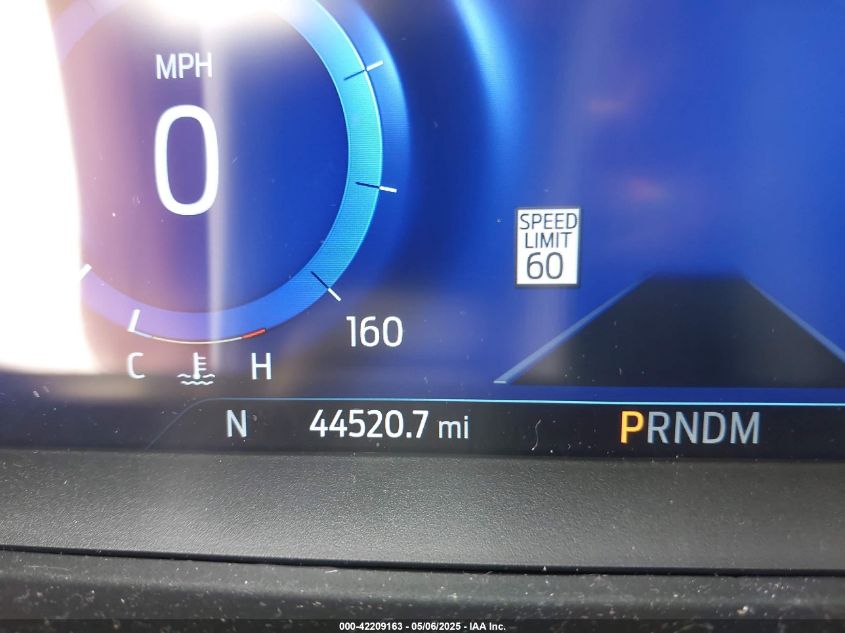 MPH
0
SPEED
LIMIT
60
160
C H
N 44520.7 mi PRNDM
000-42209163 - 05/06/2025 - IAA Inc.